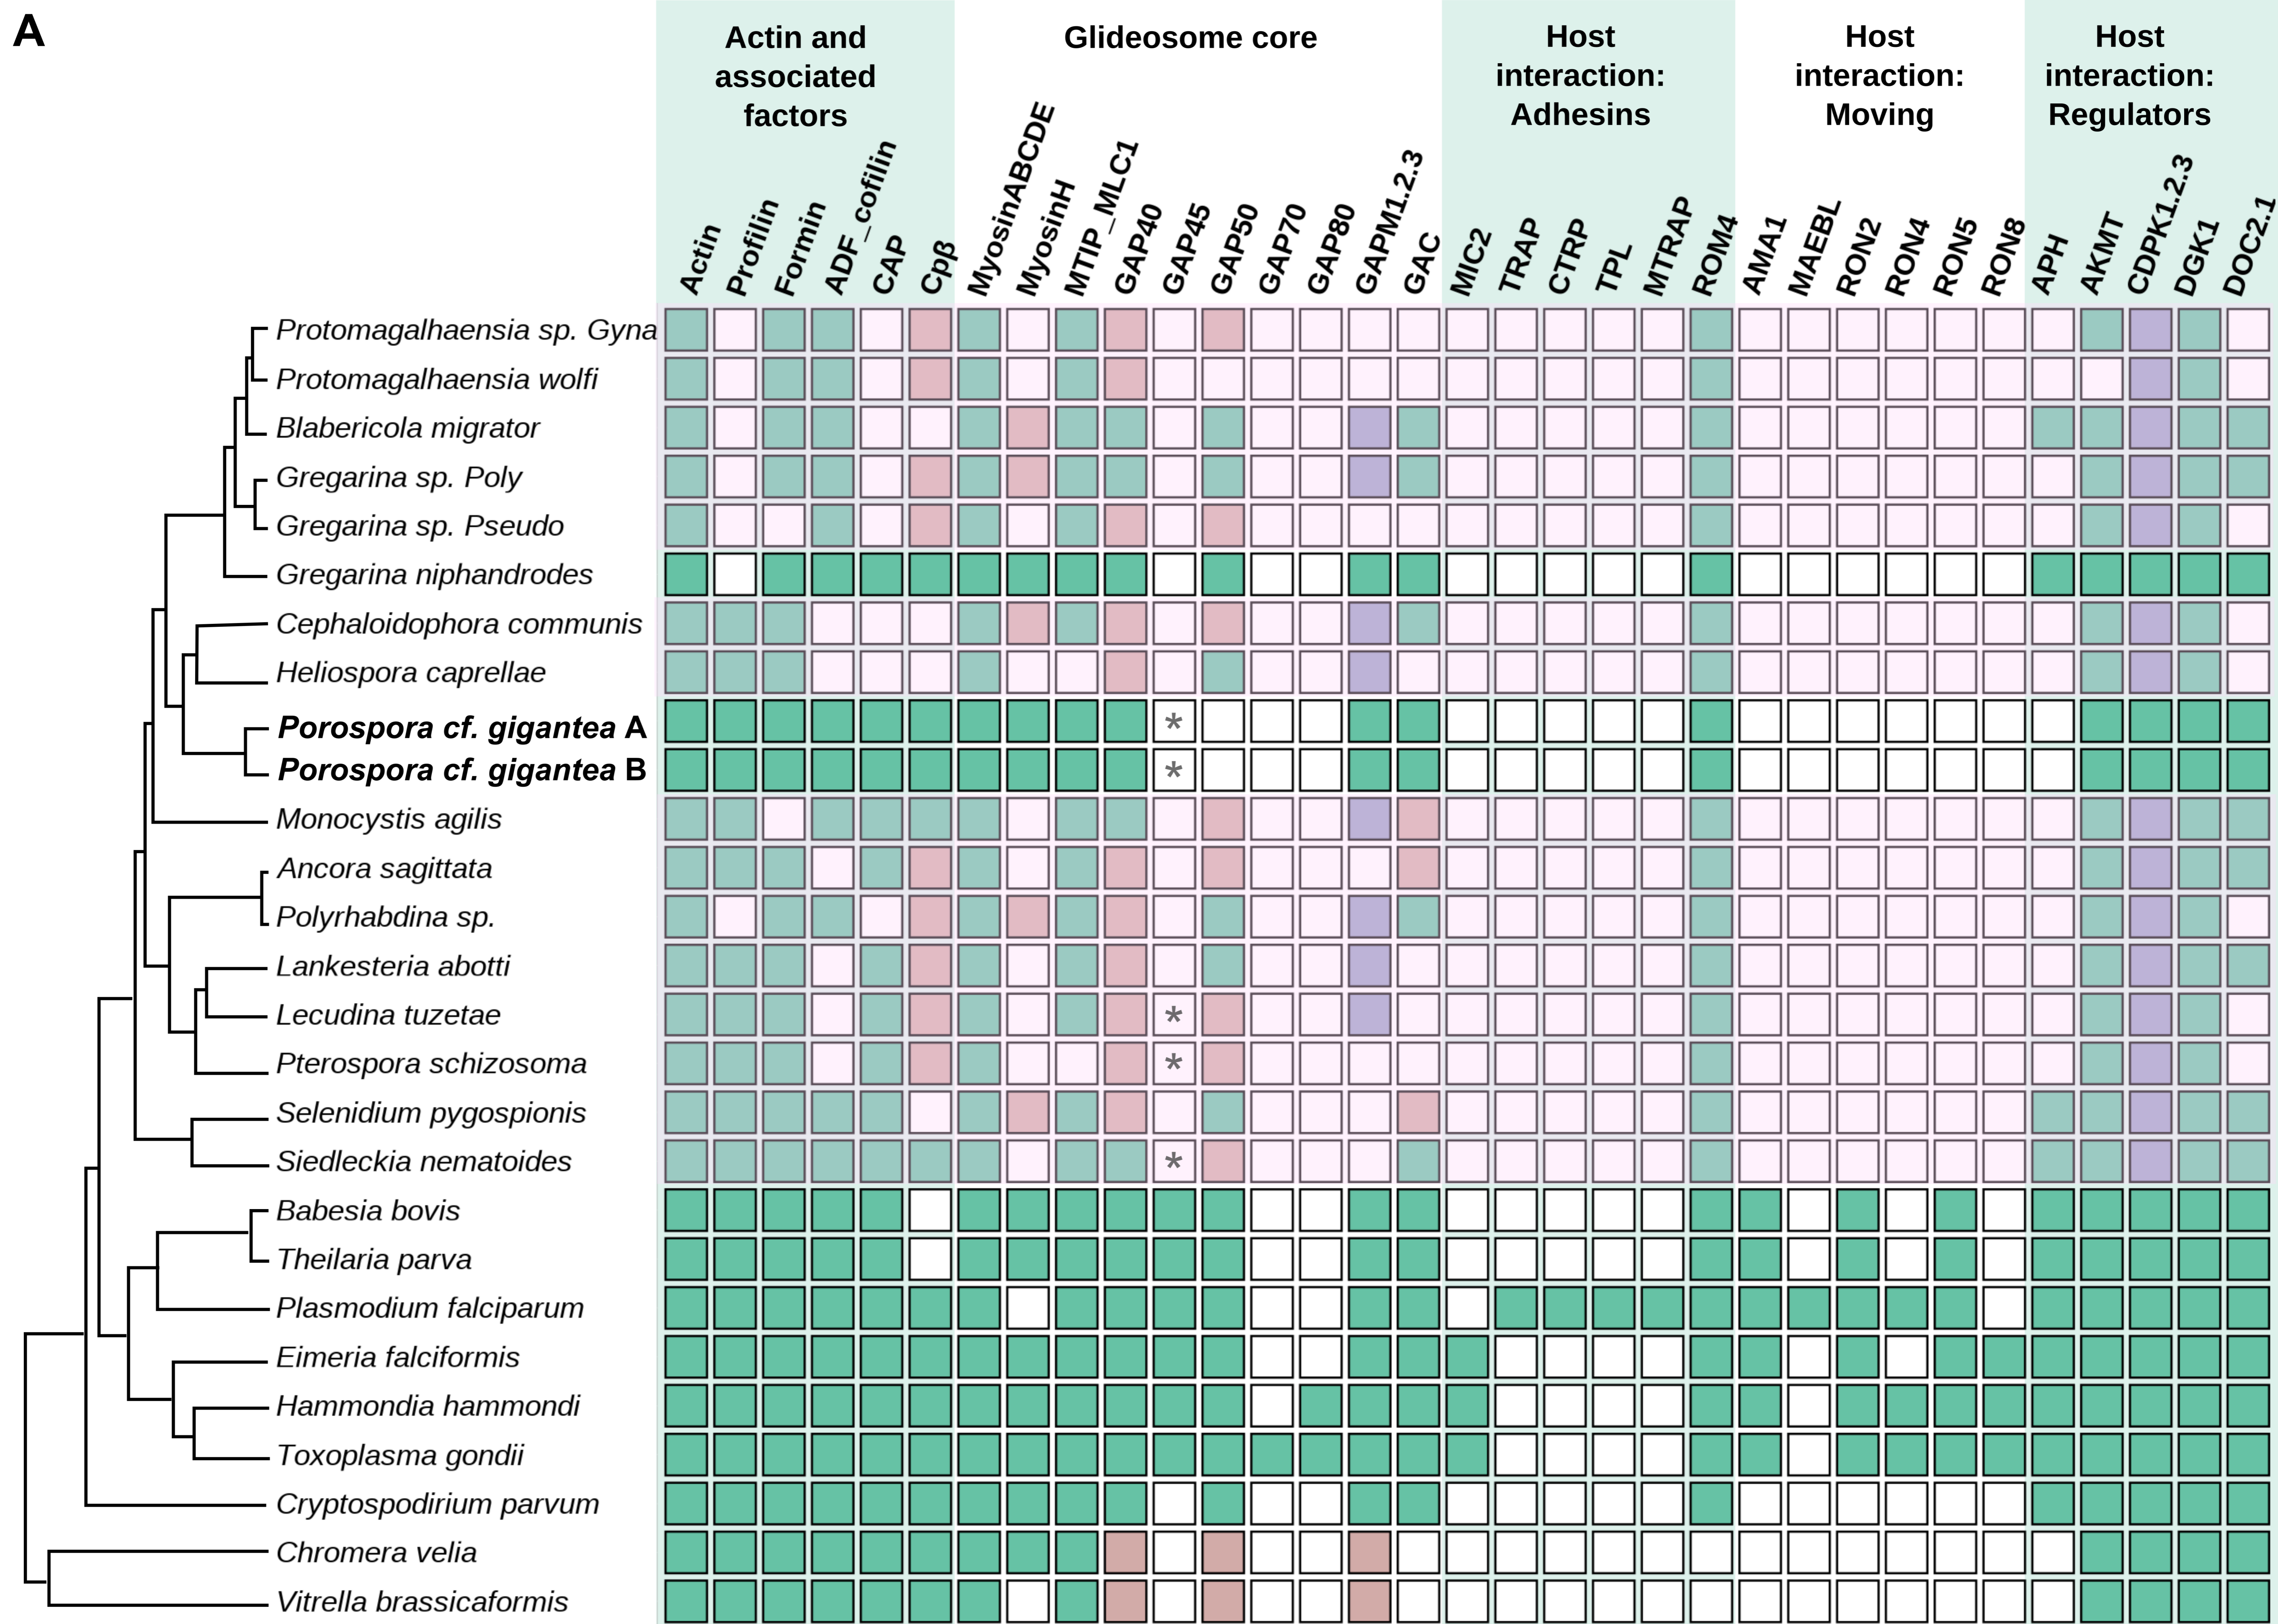 A
Actin and
associated
factors
Glideosome core
Host
interaction:
Adhesins
Host
interaction:
Moving
Host
interaction:
Regulators
Actin
Profilin
Formin
ADF_cofilin
CAP
Cpβ
MyosinABCDE
MyosinH
MTIP_MLC1
GAP40
GAP45
GAP50
GAP70
GAP80
GAPM1.2.3
GAC
MIC2
TRAP
CTRP
TPL
MTRAP
ROM4
AMA1
MAEBL
RON2
RON4
RON5
RON8
APH
AKMT
CDPK1.2.3
DGK1
DOC2.1
Protomagalhaensia sp. Gyna
Protomagalhaensia wolfi
Blabericola migrator
Gregarina sp. Poly
Gregarina sp. Pseudo
Gregarina niphandrodes
Cephaloidophora communis
Heliospora caprellae
Porospora cf. gigantea A
*
Porospora cf. gigantea B
*
Monocystis agilis
Ancora sagittata
Polyrhabdina sp.
Lankesteria abotti
Lecudina tuzetae
*
Pterospora schizosoma
*
Selenidium pygospionis
Siedleckia nematoides
*
Babesia bovis
Theilaria parva
Plasmodium falciparum
Eimeria falciformis
Hammondia hammondi
Toxoplasma gondii
Cryptospodirium parvum
Chromera velia
Vitrella brassicaformis